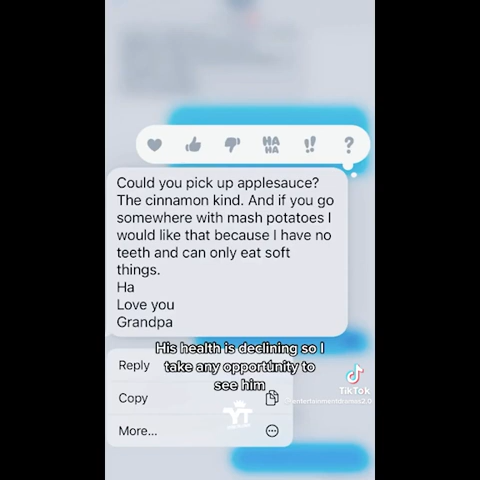 HA
HA
!!
?
Could you pick up applesauce?
The cinnamon kind. And if you go
somewhere with mash potatoes I
would like that because I have no
teeth and can only eat soft
things.
Ha
Love you
Grandpa
His health is declining so I
take any opportunity to
see him
Reply
Copy
More...
TikTok
YT